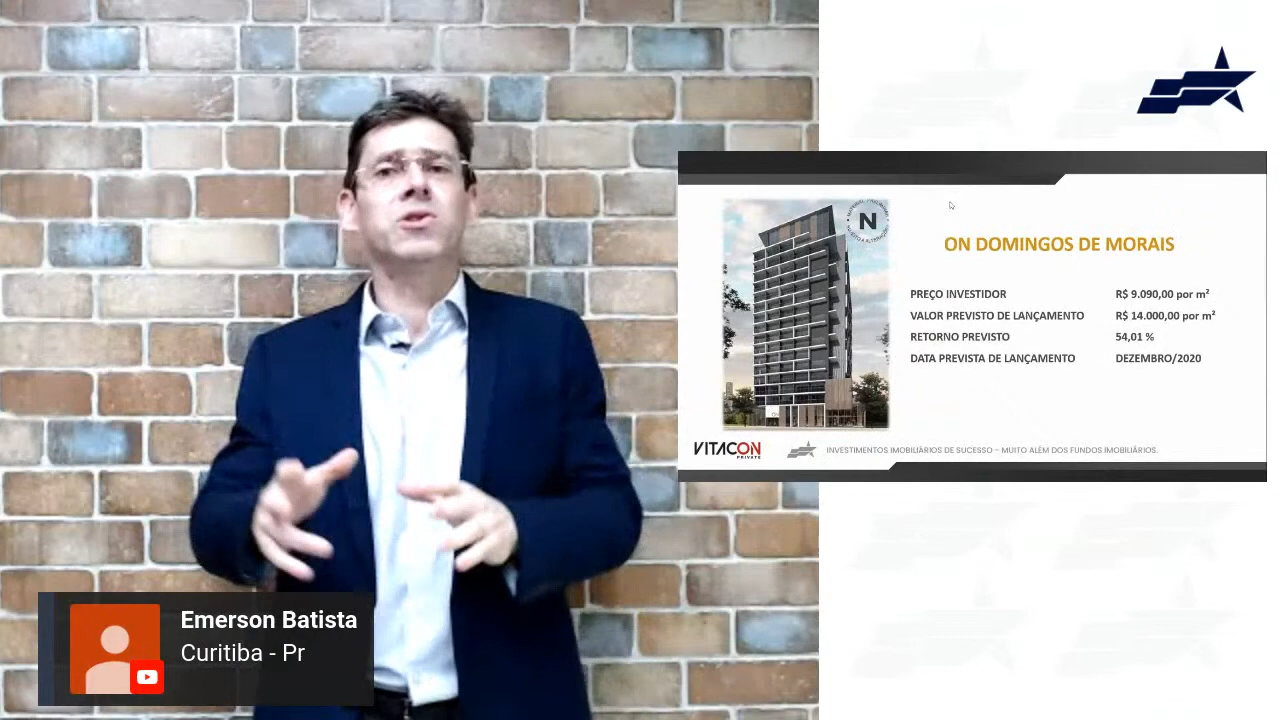 N
ON DOMINGOS DE MORAIS
PREÇO INVESTIDOR R$ 9.090,00 por m²
VALOR PREVISTO DE LANÇAMENTO R$ 14.000,00 por m²
RETORNO PREVISTO 54,01 %
DATA PREVISTA DE LANÇAMENTO DEZEMBRO/2020
VITACON
PRIVATE
INVESTIMENTOS IMOBILIÁRIOS DE SUCESSO – MUITO ALÉM DOS FUNDOS IMOBILIÁRIOS.
Emerson Batista
Curitiba - Pr